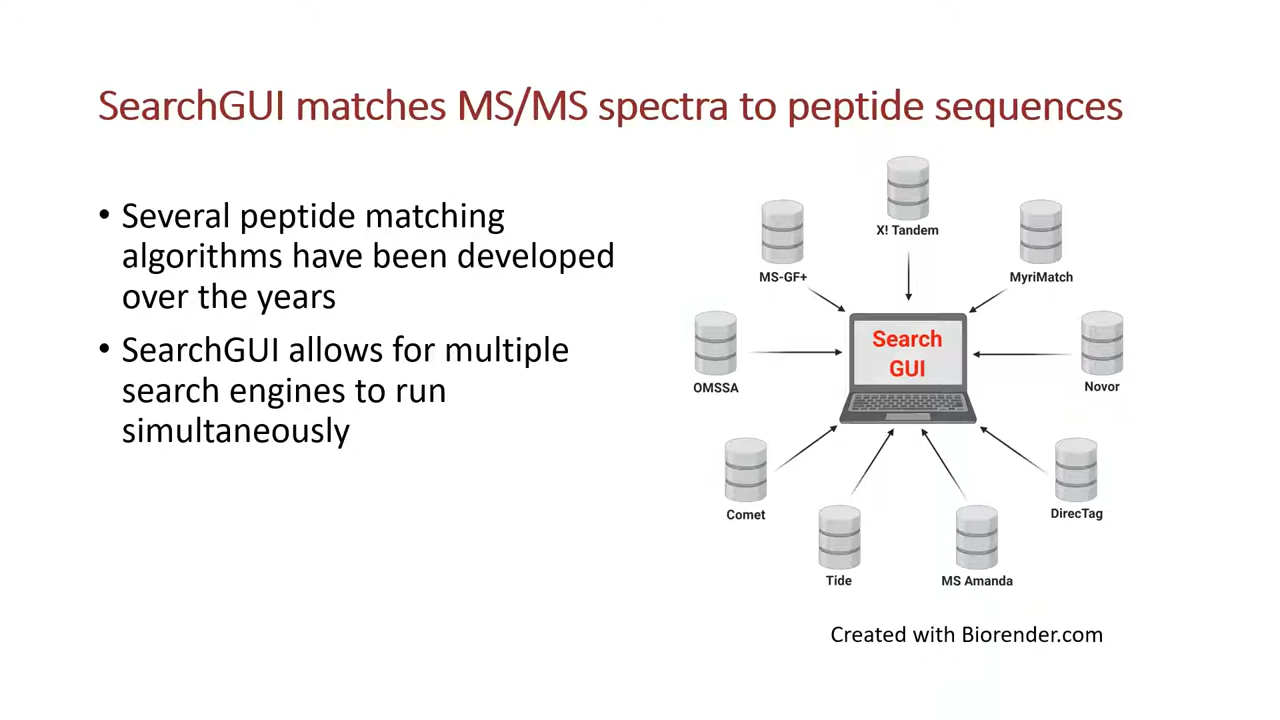 SearchGUI matches MS/MS spectra to peptide sequences
• Several peptide matching
algorithms have been developed
over the years
• SearchGUI allows for multiple
search engines to run
simultaneously
X! Tandem
MS-GF+
MyriMatch
Search
GUI
OMSSA
Novor
Comet
DirecTag
Tide
MS Amanda
Created with Biorender.com